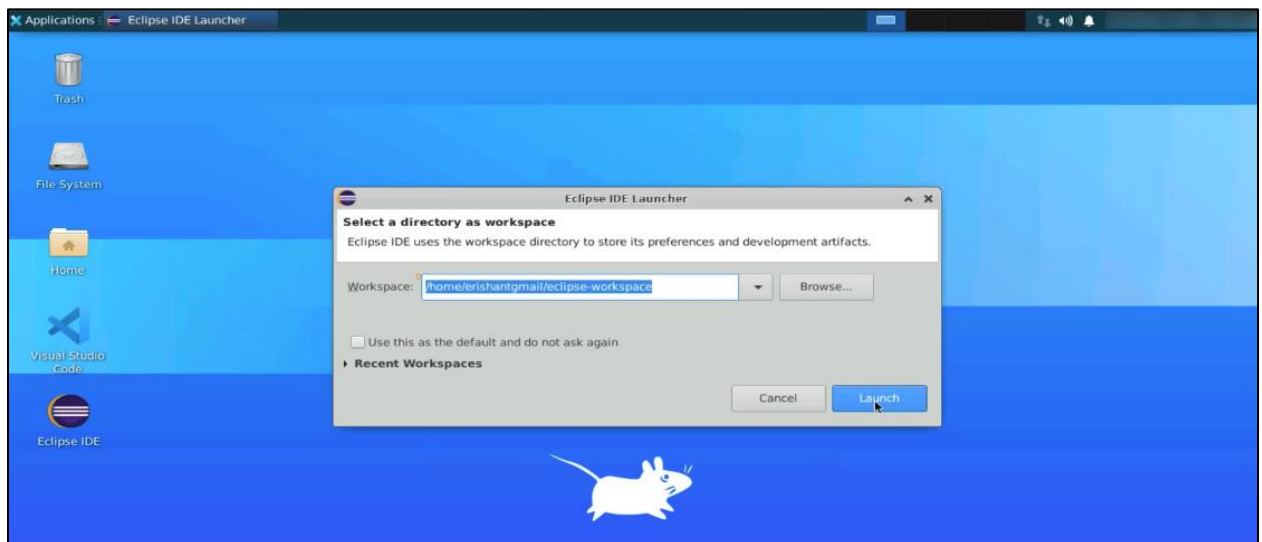 Applications : Eclipse IDE Launcher
Trash
File System
Home
Visual Studio
Code
Eclipse IDE
Eclipse IDE Launcher
Select a directory as workspace
Eclipse IDE uses the workspace directory to store its preferences and development artifacts.
Workspace: /home/erishantgmail/eclipse-workspace Browse...
Use this as the default and do not ask again
Recent Workspaces
Cancel Launch